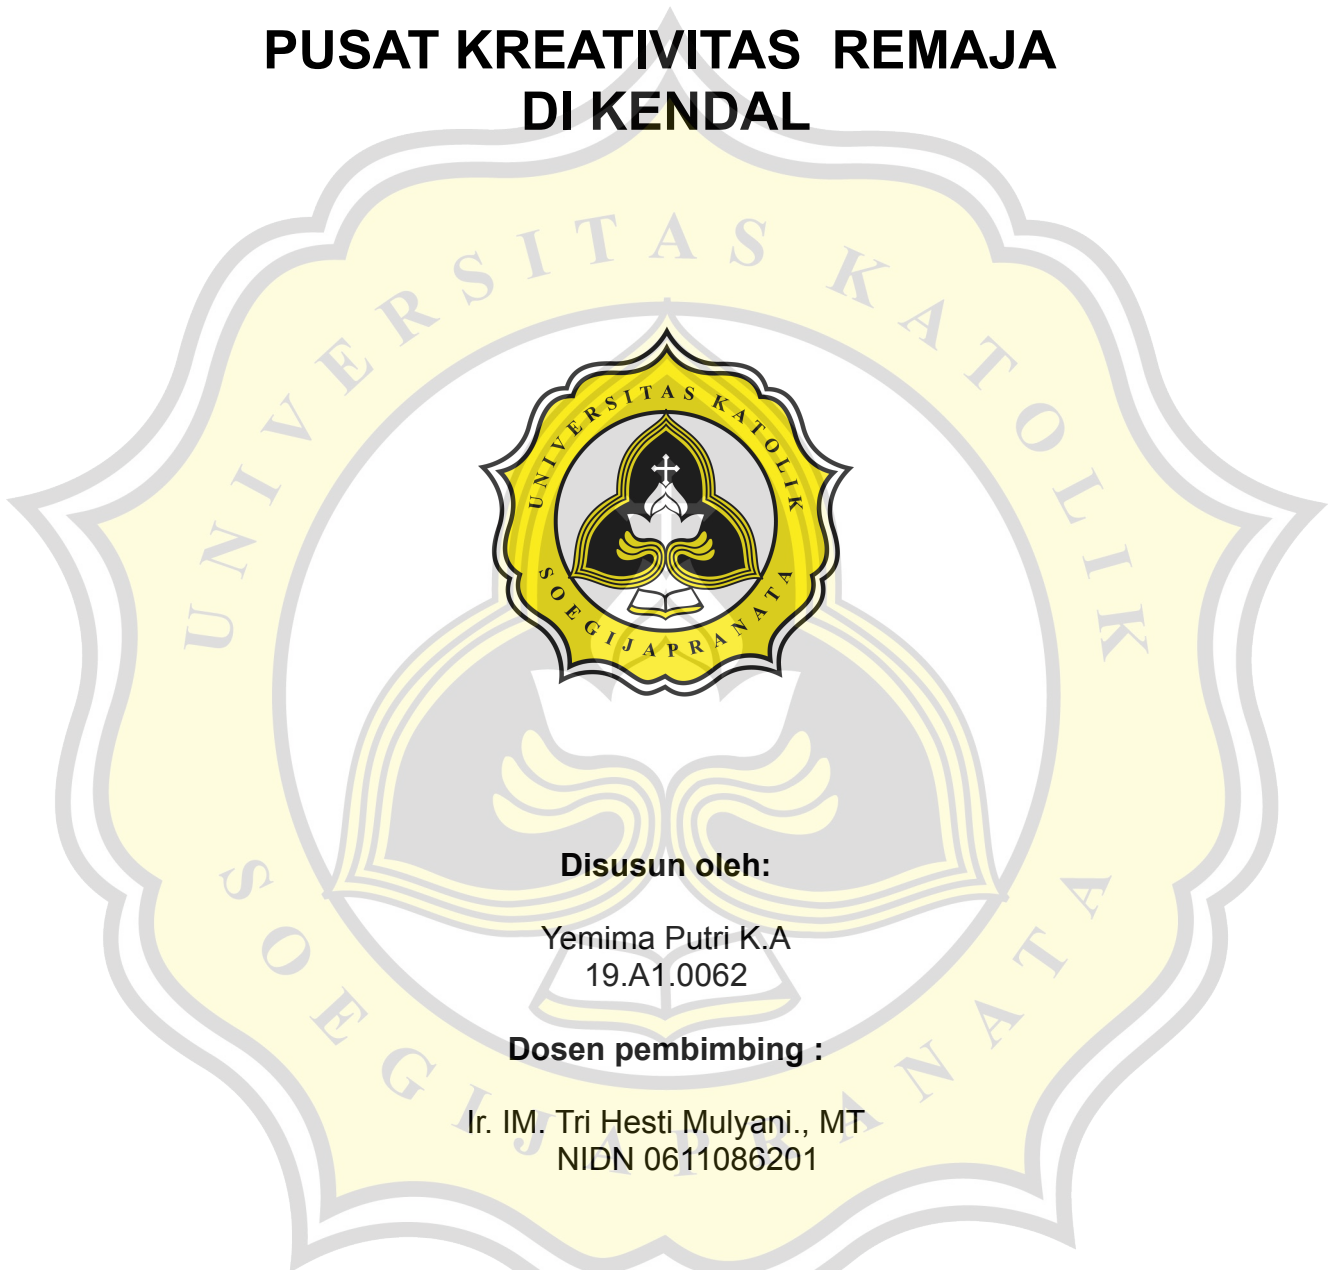 PUSAT KREATIVITAS REMAJA
DI KENDAL
UNIVERSITAS KATOLIK
SOEGIJAPRANATA
UNIVERSITAS KATOLIK
SOEGIJAPRANATA
Disusun oleh:
Yemima Putri K.A
19.A1.0062
Dosen pembimbing :
Ir. IM. Tri Hesti Mulyani., MT
NIDN 0611086201